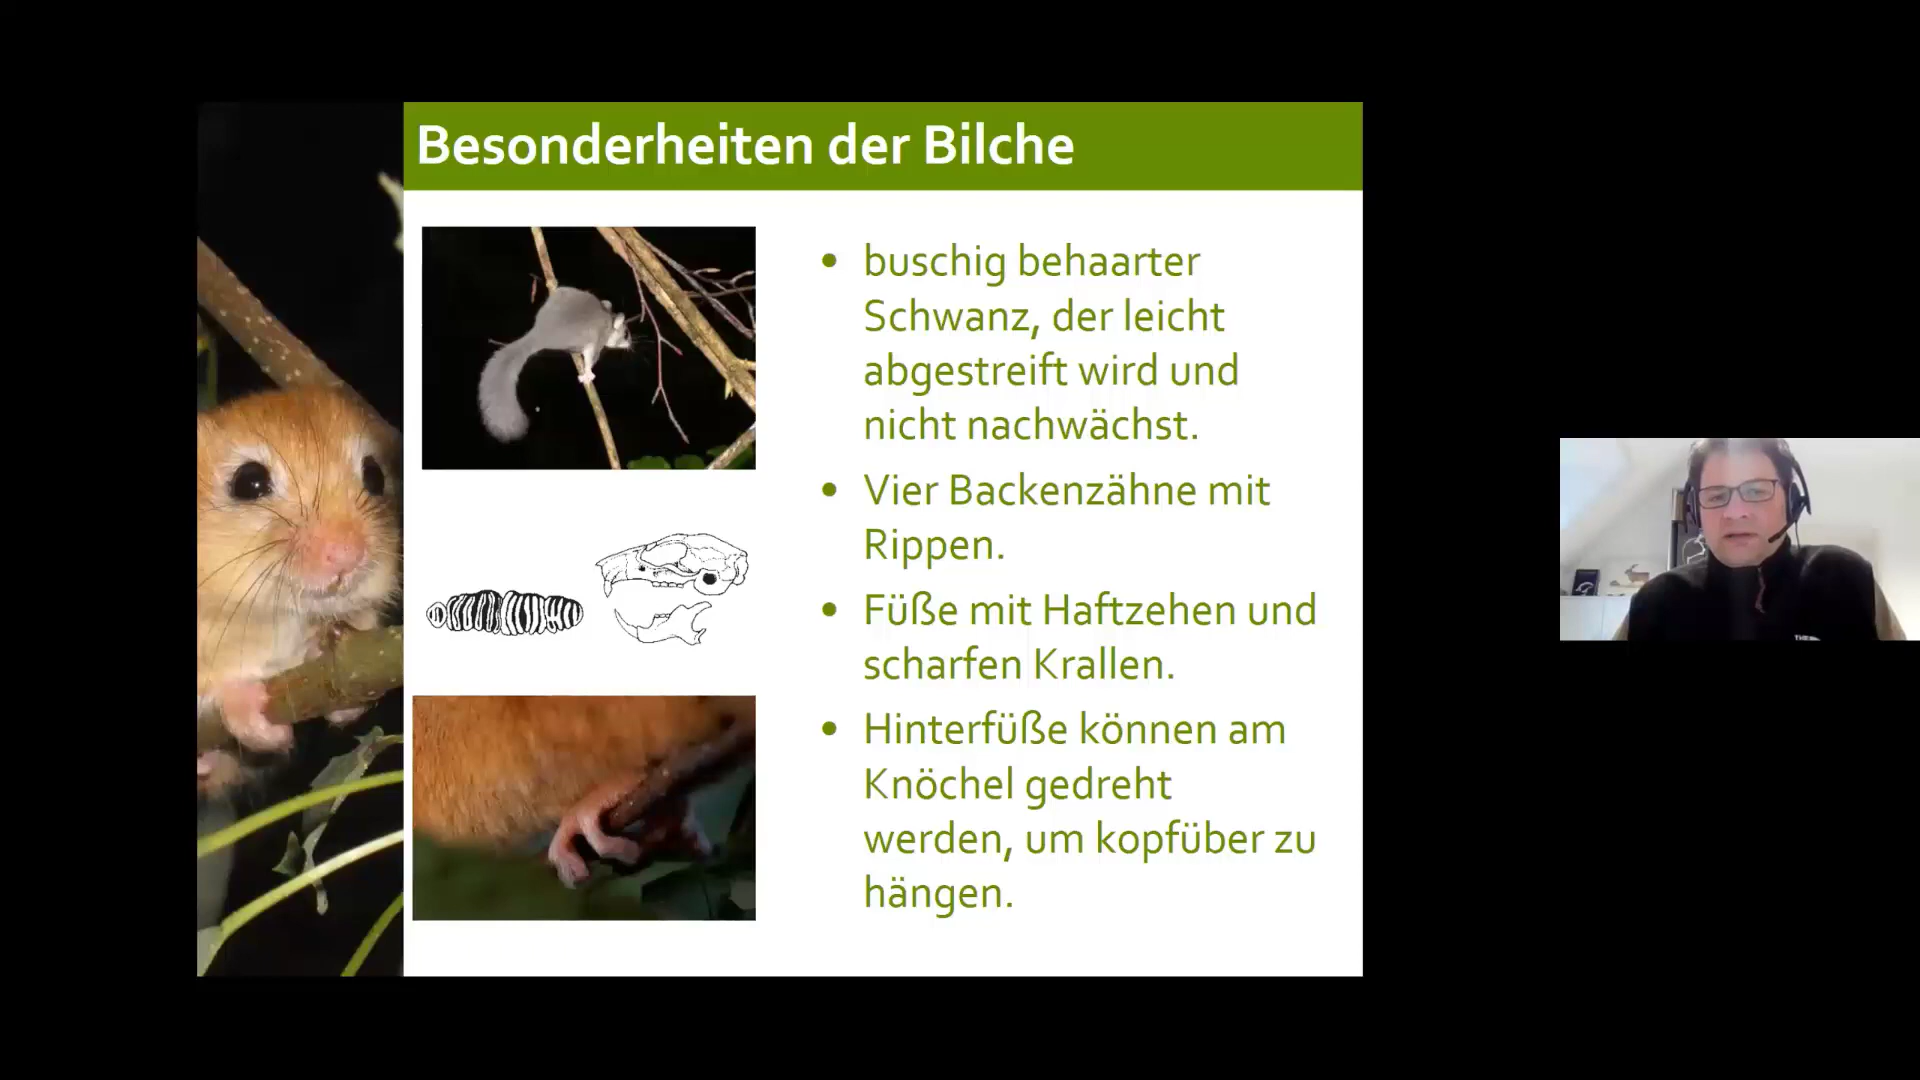 Besonderheiten der Bilche
• buschig behaarter
Schwanz, der leicht
abgestreift wird und
nicht nachwächst.
• Vier Backenzähne mit
Rippen.
• Füße mit Haftzehen und
scharfen Krallen.
• Hinterfüße können am
Knöchel gedreht
werden, um kopfüber zu
hängen.